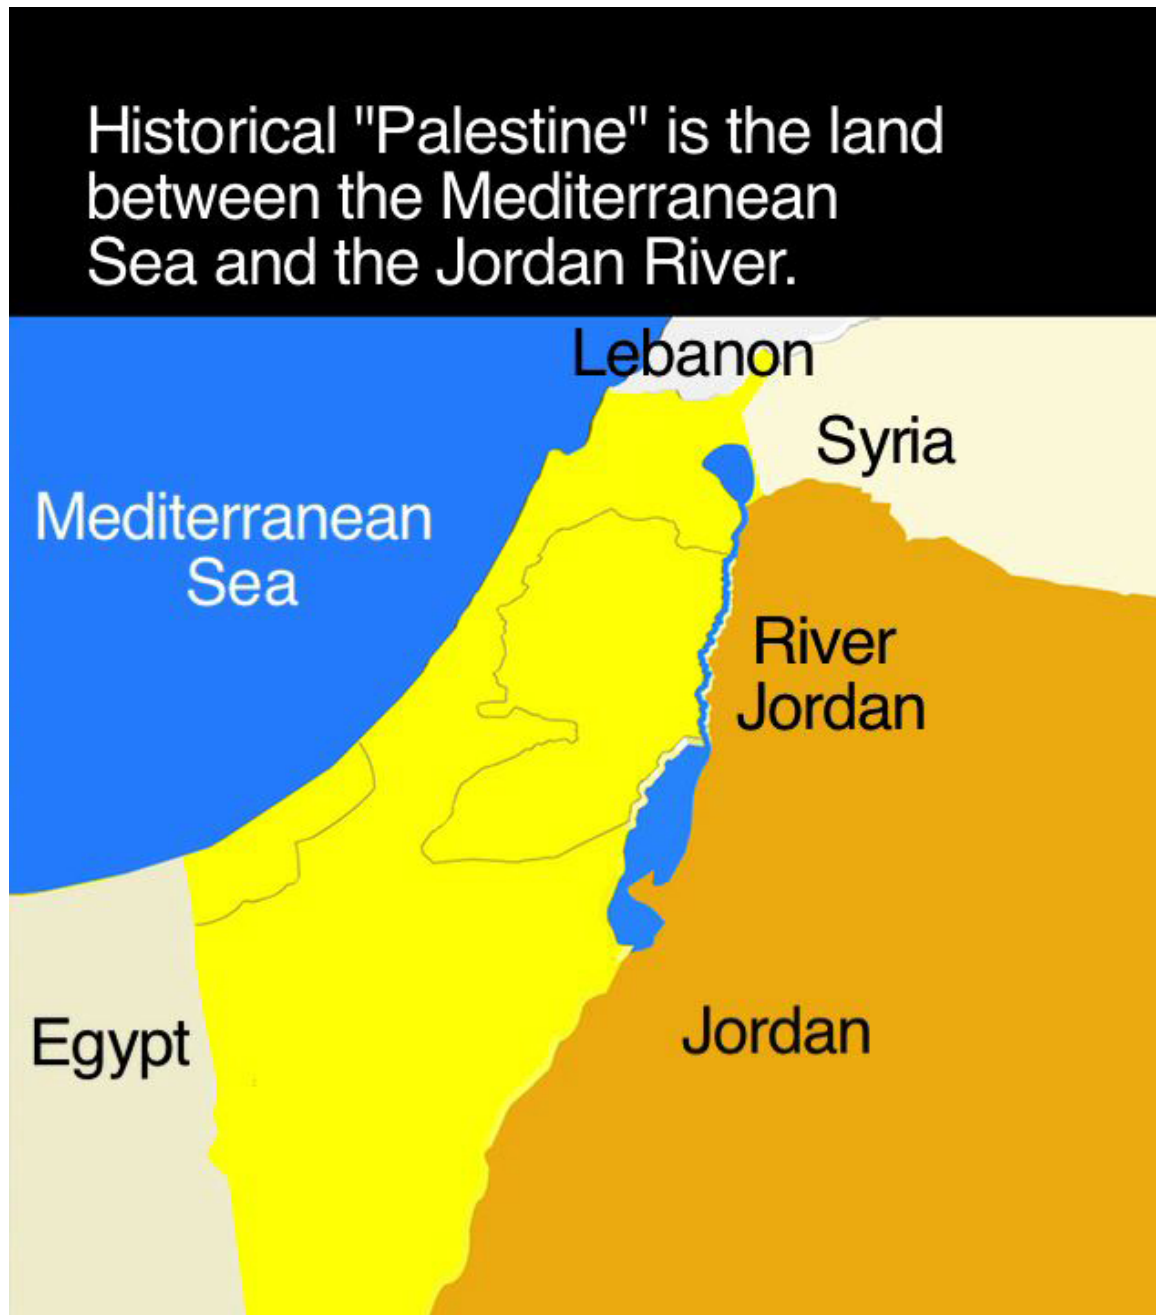 Historical "Palestine" is the land
between the Mediterranean
Sea and the Jordan River.
Lebanon
Syria
Mediterranean
Sea
River
Jordan
Egypt
Jordan